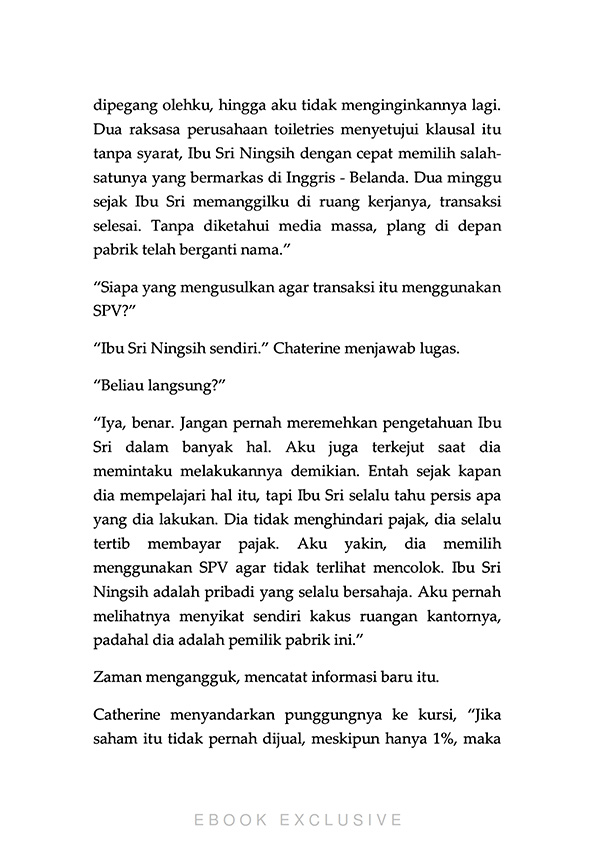 dipegang olehku, hingga aku tidak menginginkannya lagi.
Dua raksasa perusahaan toiletries menyetujui klausal itu
tanpa syarat, Ibu Sri Ningsih dengan cepat memilih salah-
satunya yang bermarkas di Inggris - Belanda. Dua minggu
sejak Ibu Sri memanggilku di ruang kerjanya, transaksi
selesai. Tanpa diketahui media massa, plang di depan
pabrik telah berganti nama.”
“Siapa yang mengusulkan agar transaksi itu menggunakan
SPV?”
“Ibu Sri Ningsih sendiri.” Chaterine menjawab lugas.
“Beliau langsung?”
“Iya, benar. Jangan pernah meremehkan pengetahuan Ibu
Sri dalam banyak hal. Aku juga terkejut saat dia
memintaku melakukannya demikian. Entah sejak kapan
dia mempelajari hal itu, tapi Ibu Sri selalu tahu persis apa
yang dia lakukan. Dia tidak menghindari pajak, dia selalu
tertib membayar pajak. Aku yakin, dia memilih
menggunakan SPV agar tidak terlihat mencolok. Ibu Sri
Ningsih adalah pribadi yang selalu bersahaja. Aku pernah
melihatnya menyikat sendiri kakus ruangan kantornya,
padahal dia adalah pemilik pabrik ini.”
Zaman mengangguk, mencatat informasi baru itu.
Catherine menyandarkan punggungnya ke kursi, “Jika
saham itu tidak pernah dijual, meskipun hanya 1%, maka
EBOOK EXCLUSIVE